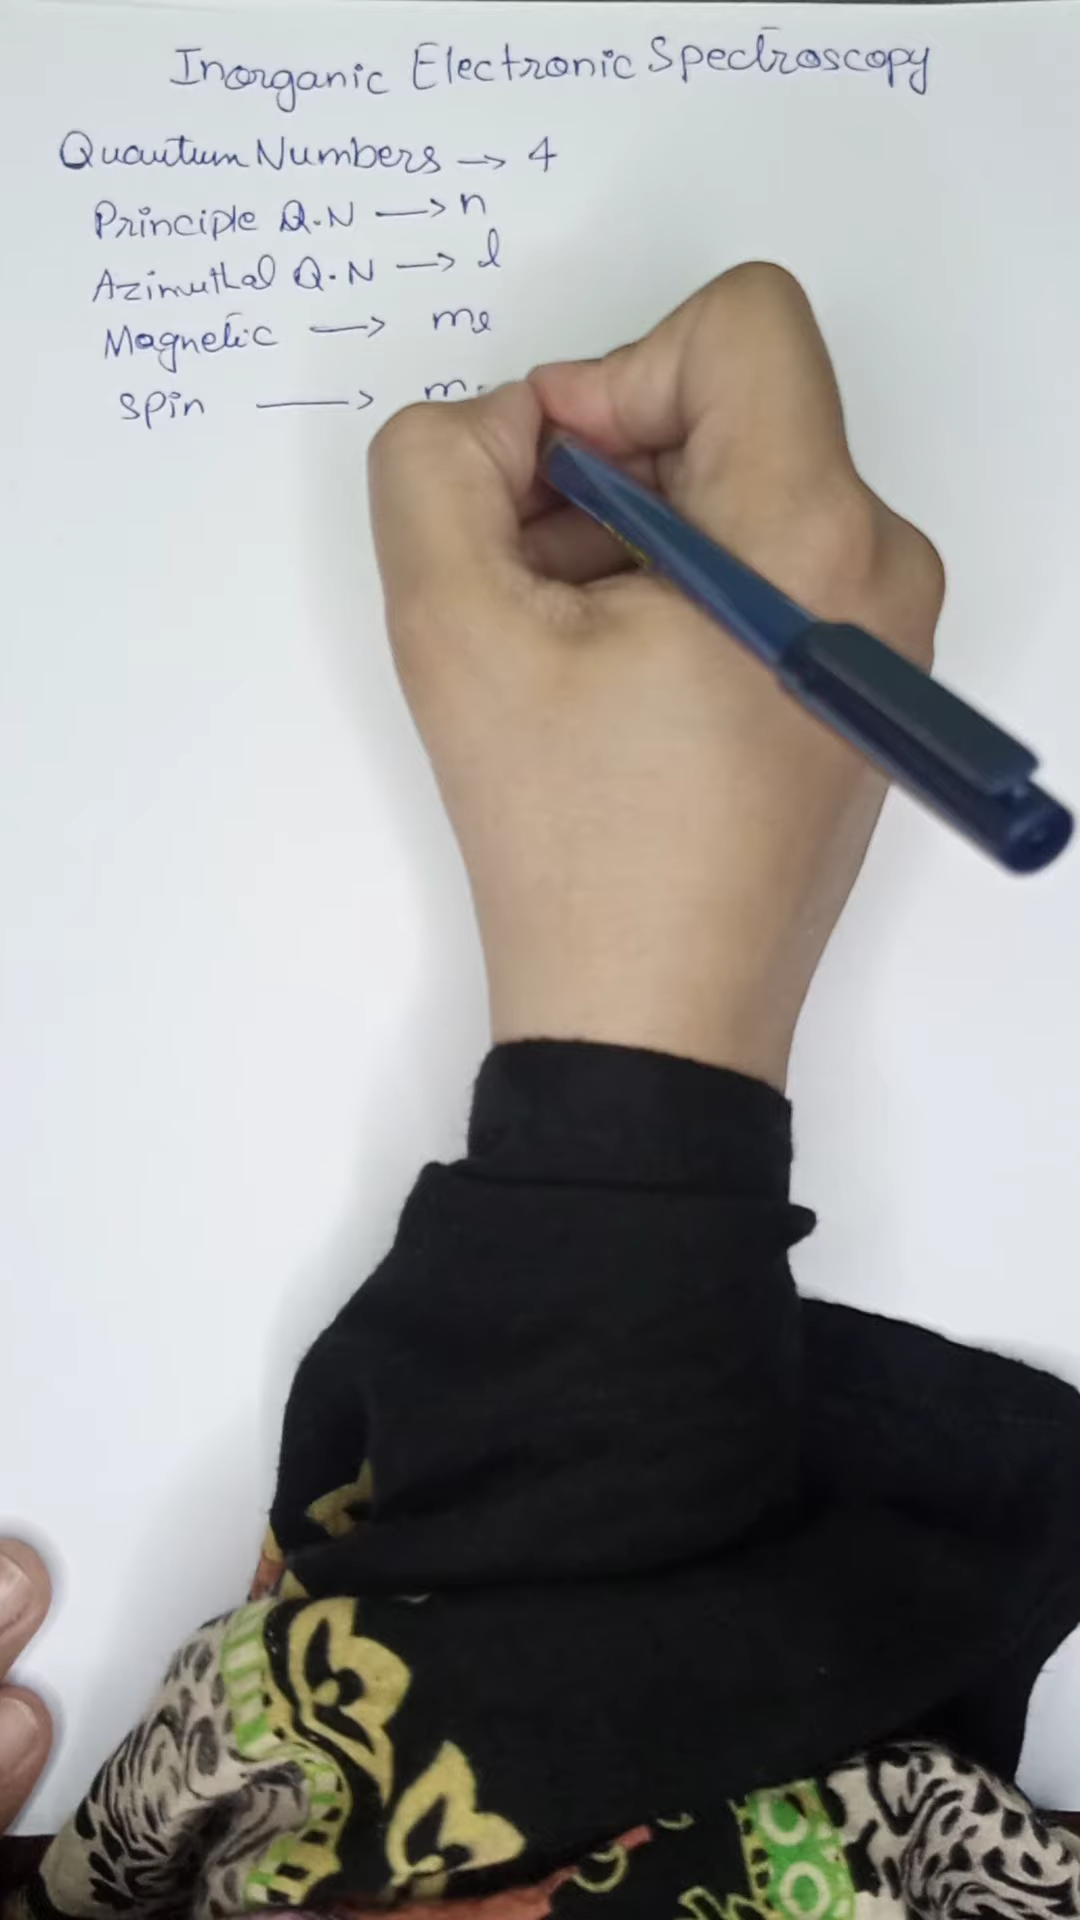 Inorganic Electronic Spectroscopy
Quantum Numbers → 4
Principle Q.N → n
Azimuthal Q.N → l
Magnetic → ml
Spin → m